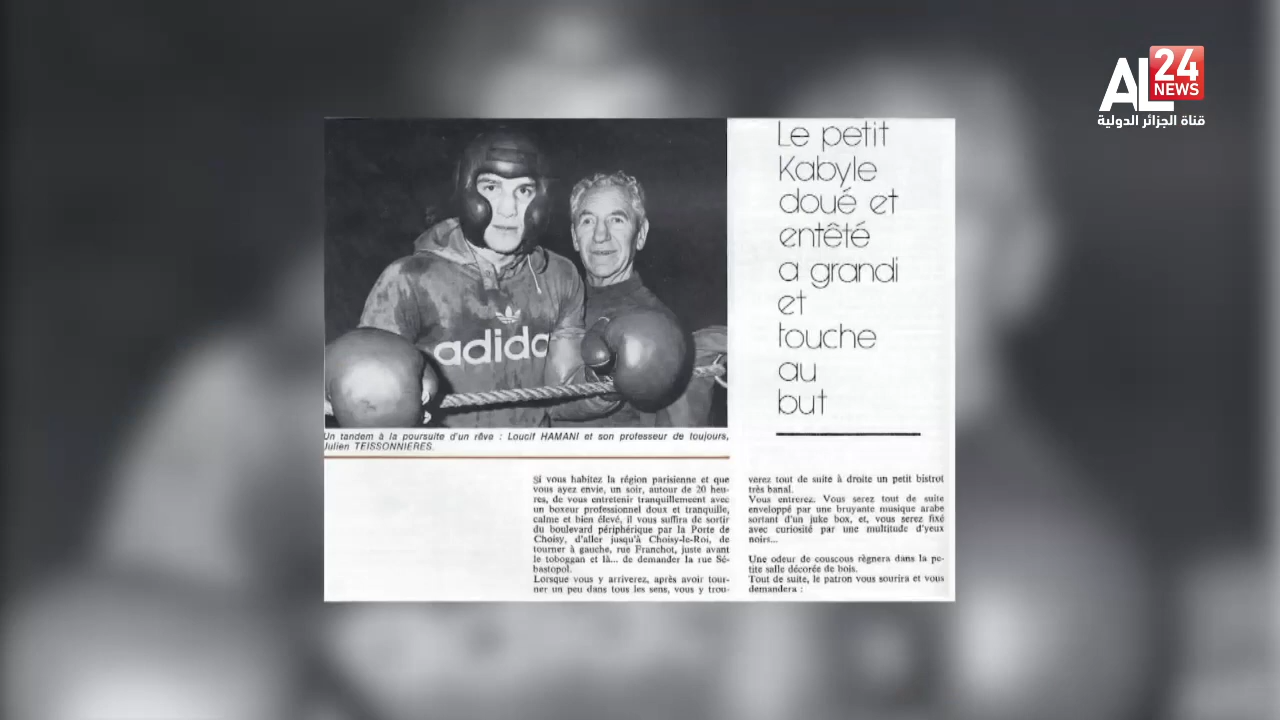 AL
24
NEWS
قناة الجزائر الدولية
adida
Un tandem à la poursuite d'un rêve : Loucif HAMANI et son professeur de toujours,
Julien TEISSONNIERES.
Le petit
Kabyle
doué et
entêté
a grandi
et
touche
au
but
Si vous habitez la région parisienne et que
vous ayez envie, un soir, autour de 20 heu-
res, de vous entretenir tranquillement avec
un boxeur professionnel doux et tranquille,
calme et bien élevé, il vous suffira de sortir
du boulevard périphérique par la Porte de
Choisy, d'aller jusqu'à Choisy-le-Roi, de
tourner à gauche, rue Franchot, juste avant
le toboggan et là... de demander la rue Sé-
bastopol.
Lorsque vous y arriverez, après avoir tour-
ner un peu dans tous les sens, vous y trou-
verez tout de suite à droite un petit bistrot
très banal.
Vous entrerez. Vous serez tout de suite
enveloppé par une bruyante musique arabe
sortant d'un juke box, et, vous serez fixé
avec curiosité par une multitude d'yeux
noirs...
Une odeur de couscous règnera dans la pe-
tite salle décorée de bois.
Tout de suite, le patron vous sourira et vous
demandera :